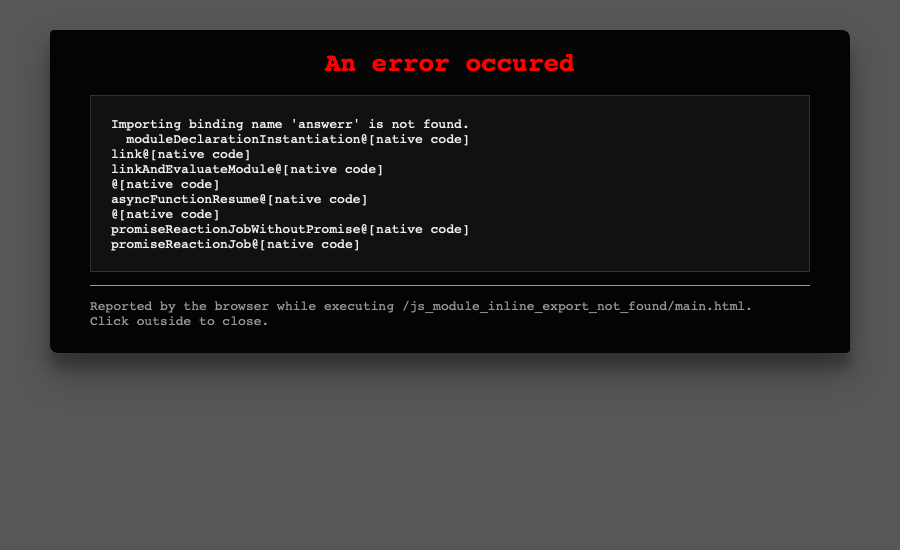 An error occured
Importing binding name 'answerr' is not found.
  moduleDeclarationInstantiation@[native code]
link@[native code]
linkAndEvaluateModule@[native code]
@[native code]
asyncFunctionResume@[native code]
@[native code]
promiseReactionJobWithoutPromise@[native code]
promiseReactionJob@[native code]
Reported by the browser while executing /js_module_inline_export_not_found/main.html.
Click outside to close.